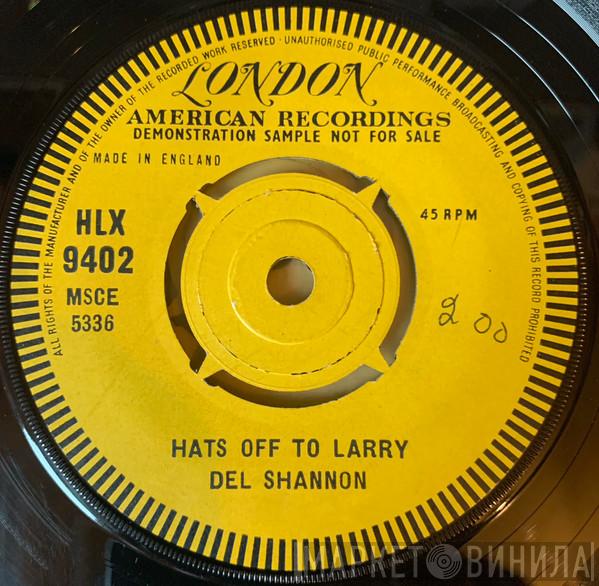 ALL RIGHTS OF THE MANUFACTURER AND OF THE OWNER OF THE RECORDED WORK RESERVED · UNAUTHORISED PUBLIC PERFORMANCE BROADCASTING AND COPYING OF THIS RECORD PROHIBITED
LONDON
AMERICAN RECORDINGS
DEMONSTRATION SAMPLE NOT FOR SALE
MADE IN ENGLAND
HLX
9402
45 RPM
MSCE
5336
2 00
HATS OFF TO LARRY
DEL SHANNON
МАРКЕТ ВИНИЛА